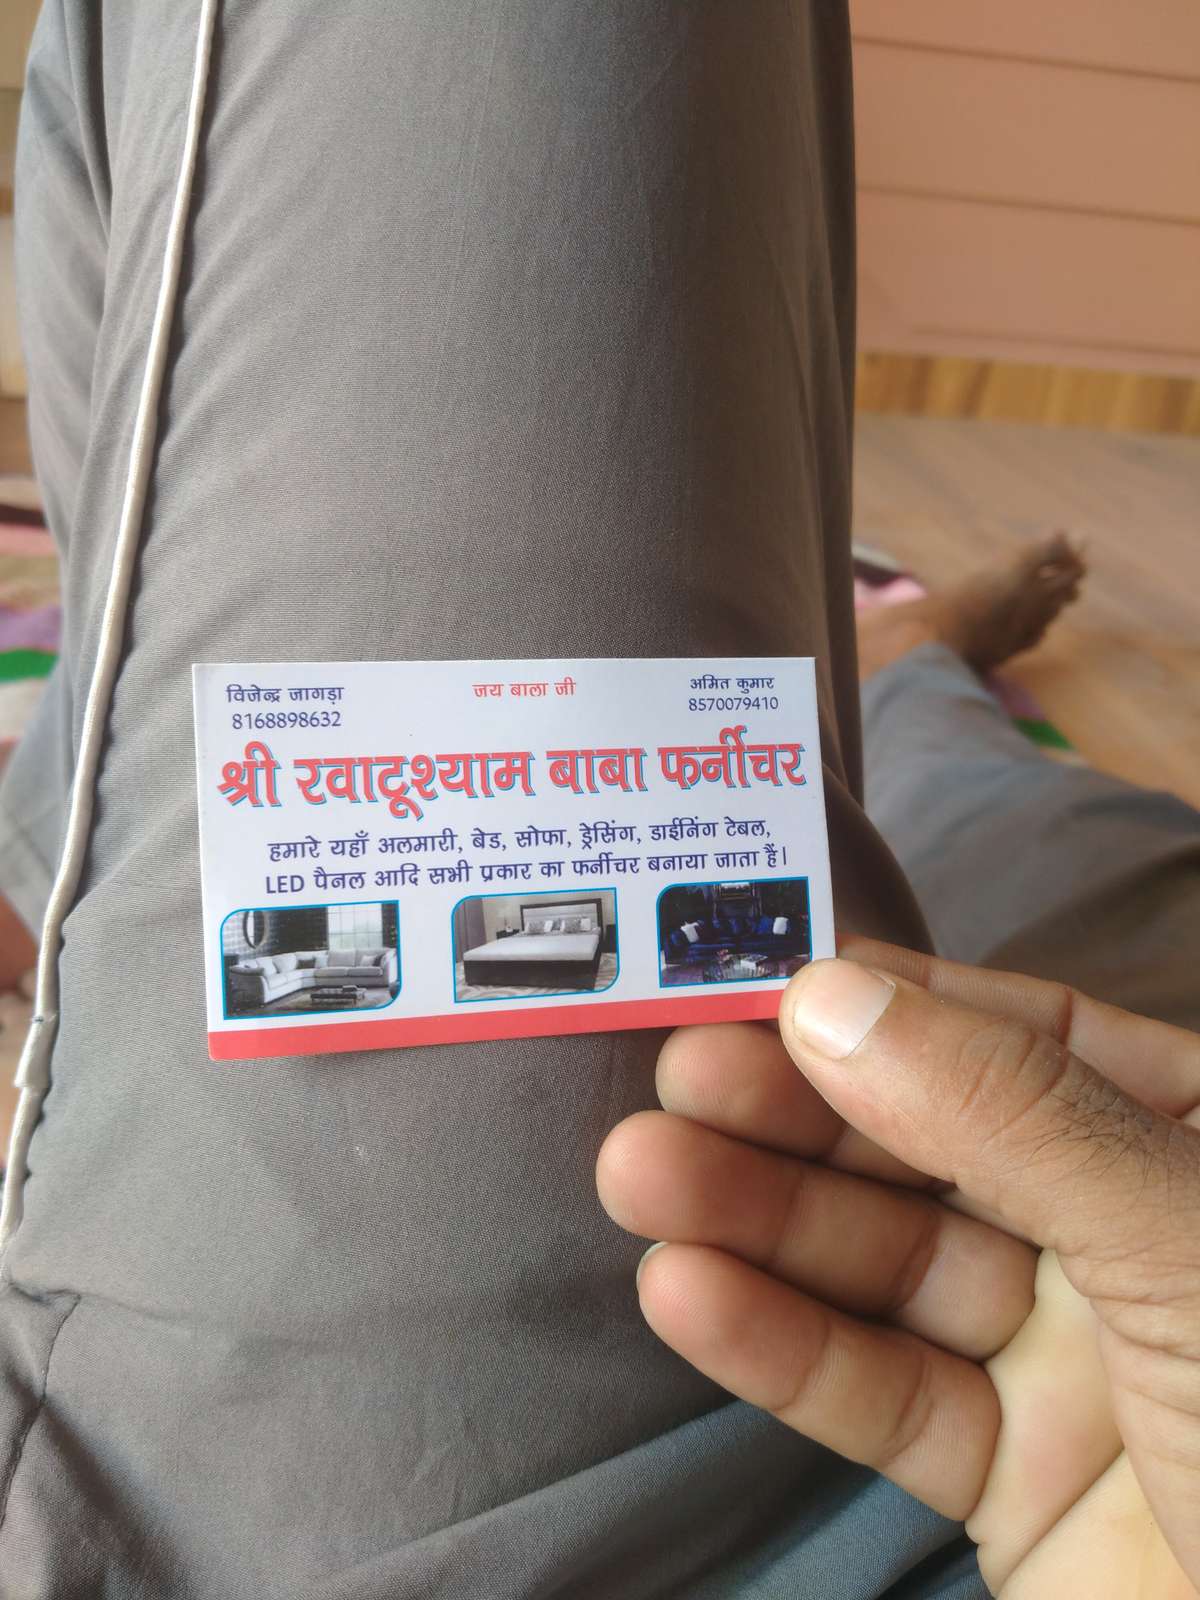 विजेन्द्र जागड़ा
8168898632
जय बाला जी
अमित कुमार
8570079410
श्री खाटूश्याम बाबा फर्नीचर
हमारे यहाँ अलमारी, बेड, सोफा, ड्रेसिंग, डाईनिंग टेबल,
LED पैनल आदि सभी प्रकार का फर्नीचर बनाया जाता हैं।